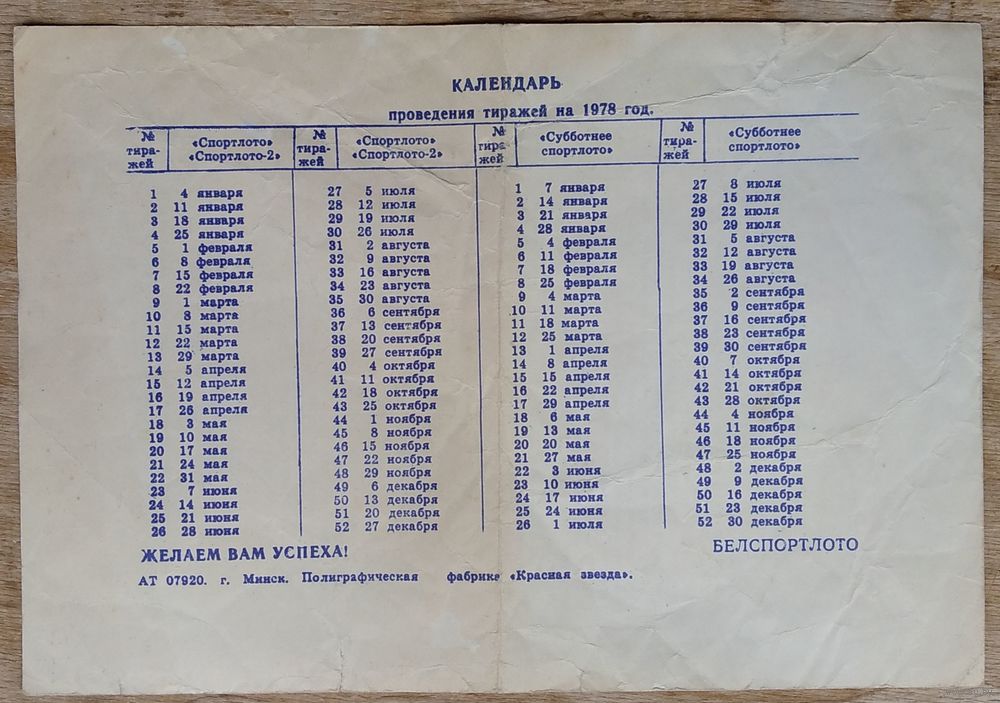 КАЛЕНДАРЬ
проведения тиражей на 1978 год.
№ тира-жей «Спортлото» «Спортлото-2» № тира-жей «Спортлото» «Спортлото-2» № тира-жей «Субботнее спортлото» № тира-жей «Субботнее спортлото»
1 4 января 27 5 июля 1 7 января 27 8 июля
2 11 января 28 12 июля 2 14 января 28 15 июля
3 18 января 29 19 июля 3 21 января 29 22 июля
4 25 января 30 26 июля 4 28 января 30 29 июля
5 1 февраля 31 2 августа 5 4 февраля 31 5 августа
6 8 февраля 32 9 августа 6 11 февраля 32 12 августа
7 15 февраля 33 16 августа 7 18 февраля 33 19 августа
8 22 февраля 34 23 августа 8 25 февраля 34 26 августа
9 1 марта 35 30 августа 9 4 марта 35 2 сентября
10 8 марта 36 6 сентября 10 11 марта 36 9 сентября
11 15 марта 37 13 сентября 11 18 марта 37 16 сентября
12 22 марта 38 20 сентября 12 25 марта 38 23 сентября
13 29 марта 39 27 сентября 13 1 апреля 39 30 сентября
14 5 апреля 40 4 октября 14 8 апреля 40 7 октября
15 12 апреля 41 11 октября 15 15 апреля 41 14 октября
16 19 апреля 42 18 октября 16 22 апреля 42 21 октября
17 26 апреля 43 25 октября 17 29 апреля 43 28 октября
18 3 мая 44 1 ноября 18 6 мая 44 4 ноября
19 10 мая 45 8 ноября 19 13 мая 45 11 ноября
20 17 мая 46 15 ноября 20 20 мая 46 18 ноября
21 24 мая 47 22 ноября 21 27 мая 47 25 ноября
22 31 мая 48 29 ноября 22 3 июня 48 2 декабря
23 7 июня 49 6 декабря 23 10 июня 49 9 декабря
24 14 июня 50 13 декабря 24 17 июня 50 16 декабря
25 21 июня 51 20 декабря 25 24 июня 51 23 декабря
26 28 июня 52 27 декабря 26 1 июля 52 30 декабря
ЖЕЛАЕМ ВАМ УСПЕХА! БЕЛСПОРТЛОТО
АТ 07920. г. Минск. Полиграфическая фабрика «Красная звезда».